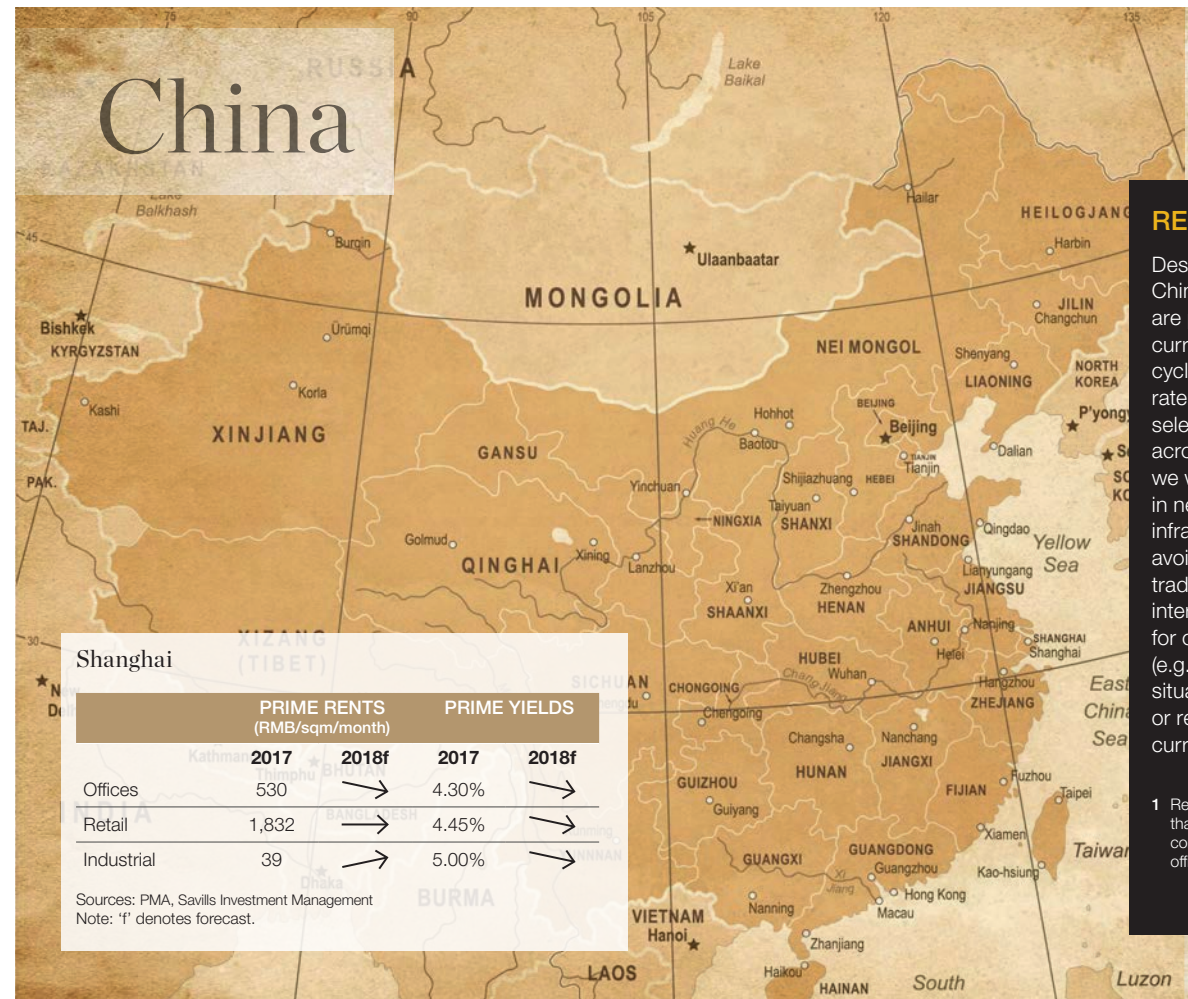 China
75
90
105
120
135
RUSSIA
Lake
Baikal
KAZAKHSTAN
Lake
Balkhash
45
Burqin
Hailar
HEILOGJANG
Harbin
Ulaanbaatar
MONGOLIA
Bishkek
KYRGYZSTAN
Ürümqi
JILIN
Changchun
NEI MONGOL
Shenyang
LIAONING
NORTH
KOREA
Korla
Kashi
TAJ.
XINJIANG
GANSU
Huang He
Hohhot
Baotou
BEIJING
Beijing
TIANJIN
Tianjin
Dalian
PAK.
Yinchuan
Shijiazhuang
HEBEI
Taiyuan
SHANXI
NINGXIA
Golmud
QINGHAI
Xining
Lanzhou
Jinah
SHANDONG
Qingdao
Yellow
Sea
Lianyungang
JIANGSU
Xi'an
SHAANXI
Zhengzhou
HENAN
ANHUI
Nanjing
Hefei
SHANGHAI
Shanghai
30
XIZANG
(TIBET)
SICHUAN
CHONGOING
Chengoing
HUBEI
Wuhan
Chang Jiang
Hangzhou
ZHEJIANG
East
China
Sea
Changsha
Nanchang
HUNAN
JIANGXI
GUIZHOU
Guiyang
FIJIAN
Fuzhou
Taipei
Xiamen
GUANGXI
GUANGDONG
Guangzhou
Xi
Jiang
Kao-hsiung
Taiwan
Hong Kong
Macau
Nanning
VIETNAM
Hanoi
Zhanjiang
LAOS
Haikou
HAINAN
South
Luzon
Thimphu
BHUTAN
INDIA
BANGLADESH
Dhaka
BURMA
Shanghai
PRIME RENTS PRIME YIELDS
(RMB/sqm/month)
2017 2018f 2017 2018f
Offices 530 4.30%
Retail 1,832 4.45%
Industrial 39 5.00%
Sources: PMA, Savills Investment Management
Note: 'f' denotes forecast.
RE
Des
Chin
are
curr
cycl
rate
sele
acro
we v
in ne
infra
avoi
trad
inter
for c
(e.g.
situa
or re
curr
1 Re
tha
co
offi